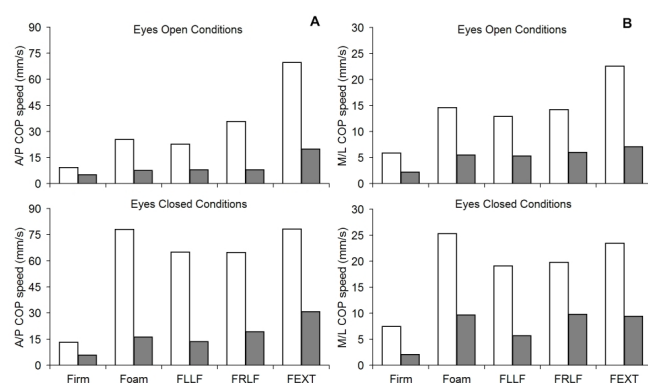 A
Eyes Open Conditions
A/P COP speed (mm/s)
90
75
60
45
30
15
0
Eyes Closed Conditions
A/P COP speed (mm/s)
90
75
60
45
30
15
0
Firm Foam FLLF FRLF FEXT
B
Eyes Open Conditions
M/L COP speed (mm/s)
30
25
20
15
10
5
0
Eyes Closed Conditions
M/L COP speed (mm/s)
30
25
20
15
10
5
0
Firm Foam FLLF FRLF FEXT